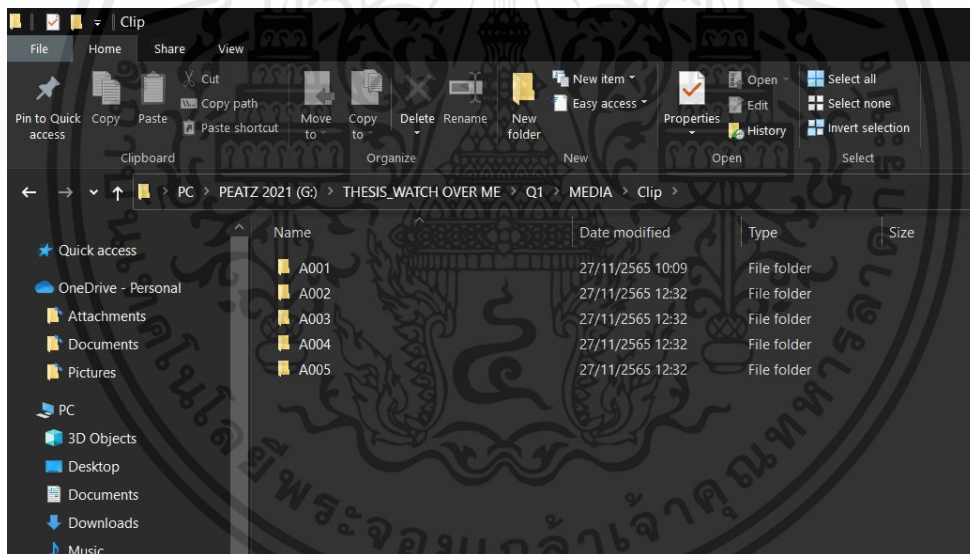 Clip
File Home Share View
Pin to Quick access
Copy
Paste
Cut
Copy path
Paste shortcut
Clipboard
Move to
Copy to
Delete
Rename
Organize
New folder
New item
Easy access
New
Properties
Open
Edit
History
Open
Select all
Select none
Invert selection
Select
PC > PEATZ 2021 (G:) > THESIS_WATCH OVER ME > Q1 > MEDIA > Clip >
Name Date modified Type Size
Quick access
OneDrive - Personal
Attachments
Documents
Pictures
PC
3D Objects
Desktop
Documents
Downloads
Music
A001 27/11/2565 10:09 File folder
A002 27/11/2565 12:32 File folder
A003 27/11/2565 12:32 File folder
A004 27/11/2565 12:32 File folder
A005 27/11/2565 12:32 File folder